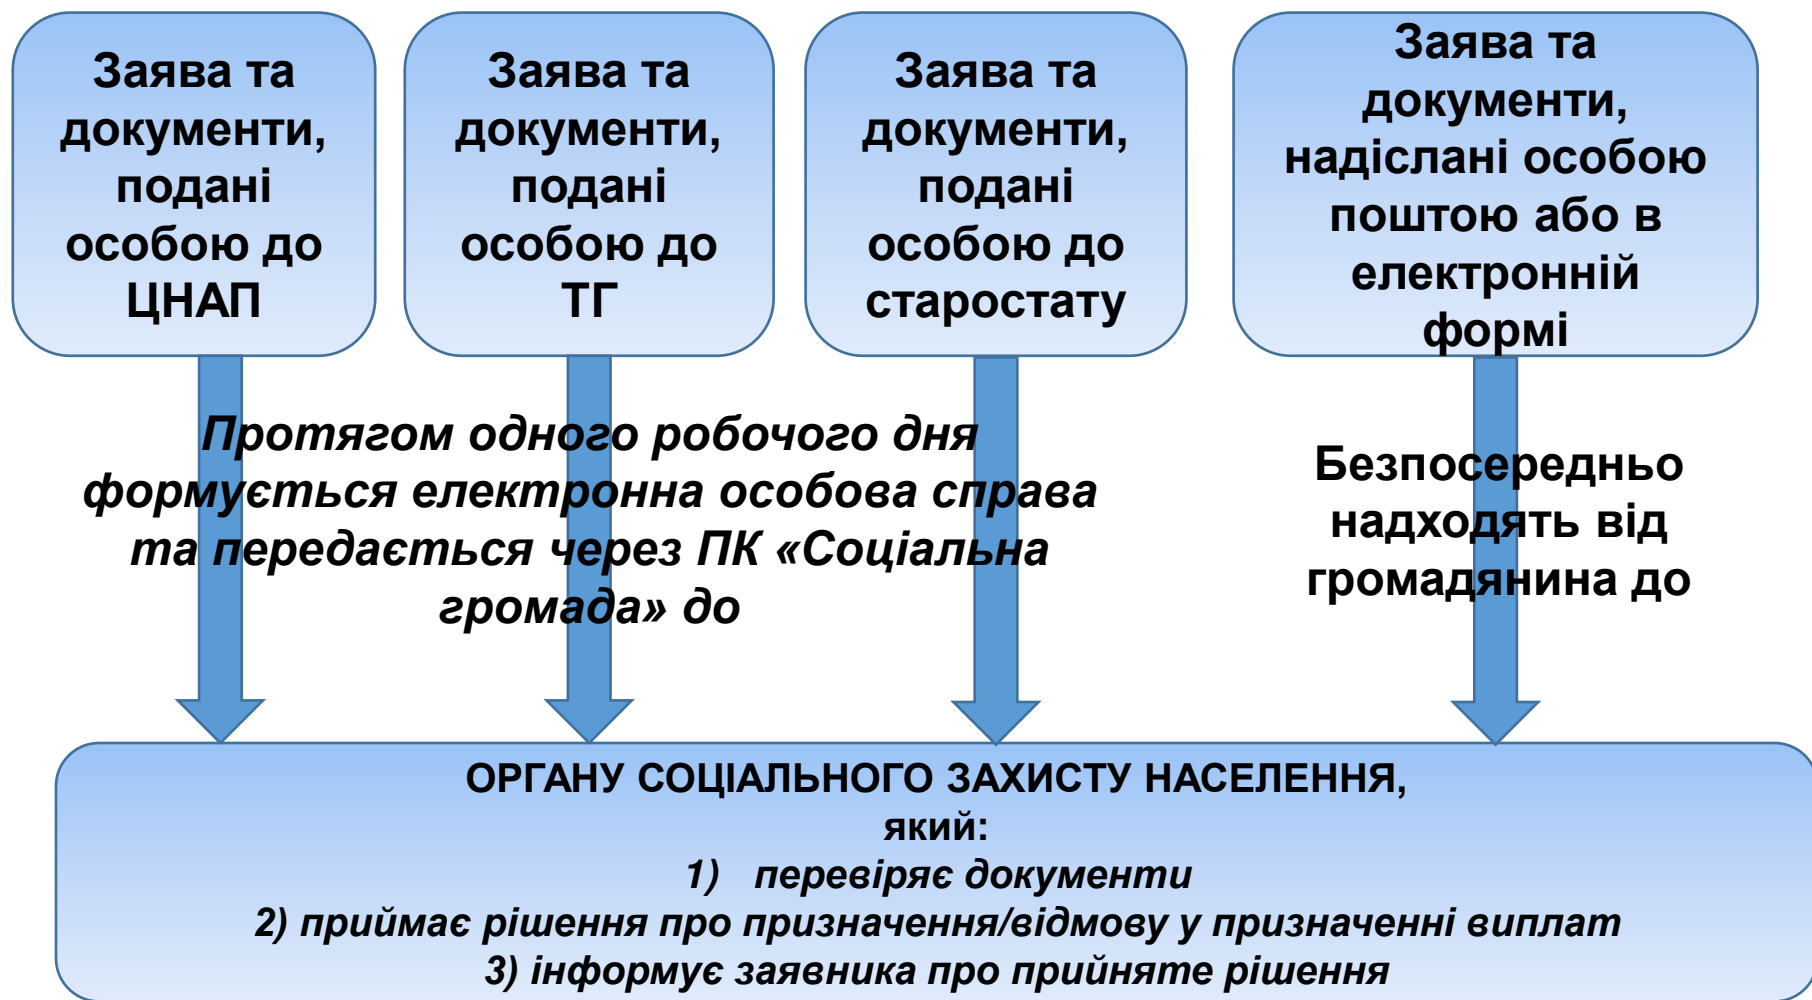 Заява та
документи,
подані
особою до
ЦНАП
Заява та
документи,
подані
особою до
ТГ
Заява та
документи,
подані
особою до
старостату
Заява та
документи,
надіслані особою
поштою або в
електронній
формі
Протягом одного робочого дня
формується електронна особова справа
та передається через ПК «Соціальна
громада» до
Безпосередньо
надходять від
громадянина до
ОРГАНУ СОЦІАЛЬНОГО ЗАХИСТУ НАСЕЛЕННЯ,
який:
1) перевіряє документи
2) приймає рішення про призначення/відмову у призначенні виплат
3) інформує заявника про прийняте рішення